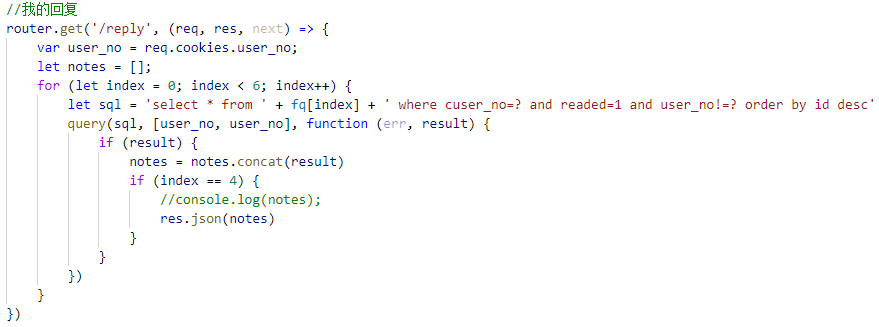 //我的回复
router.get('/reply', (req, res, next) => {
    var user_no = req.cookies.user_no;
    let notes = [];
    for (let index = 0; index < 6; index++) {
        let sql = 'select * from ' + fq[index] + ' where cuser_no=? and readed=1 and user_no!=? order by id desc'
        query(sql, [user_no, user_no], function (err, result) {
            if (result) {
                notes = notes.concat(result)
                if (index == 4) {
                    //console.log(notes);
                    res.json(notes)
                }
            }
        })
    }
})